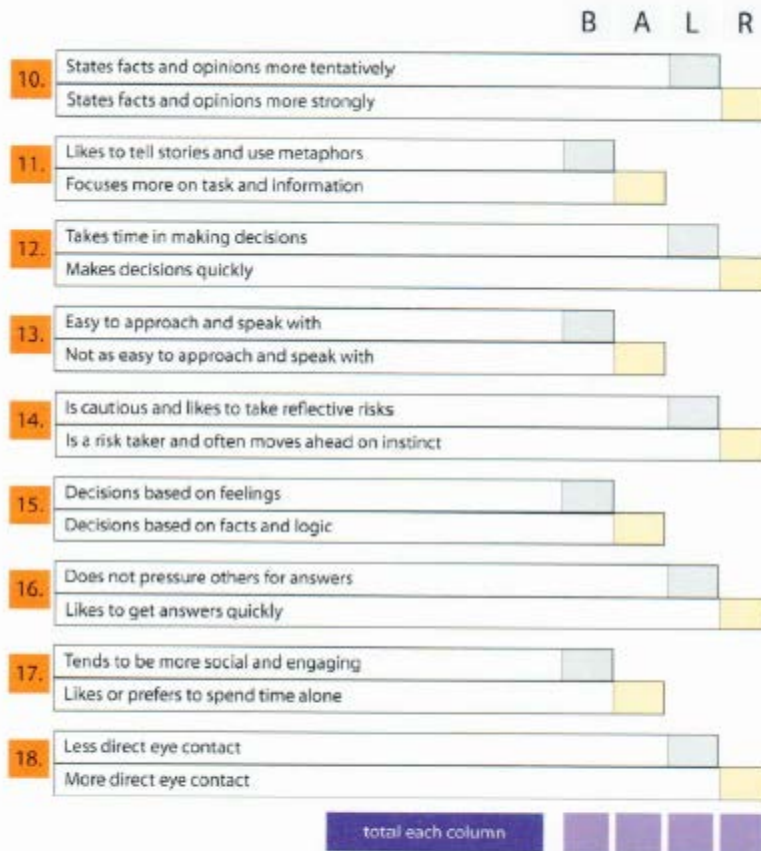 B A L R
10. States facts and opinions more tentatively
States facts and opinions more strongly
11. Likes to tell stories and use metaphors
Focuses more on task and information
12. Takes time in making decisions
Makes decisions quickly
13. Easy to approach and speak with
Not as easy to approach and speak with
14. Is cautious and likes to take reflective risks
Is a risk taker and often moves ahead on instinct
15. Decisions based on feelings
Decisions based on facts and logic
16. Does not pressure others for answers
Likes to get answers quickly
17. Tends to be more social and engaging
Likes or prefers to spend time alone
18. Less direct eye contact
More direct eye contact
total each column